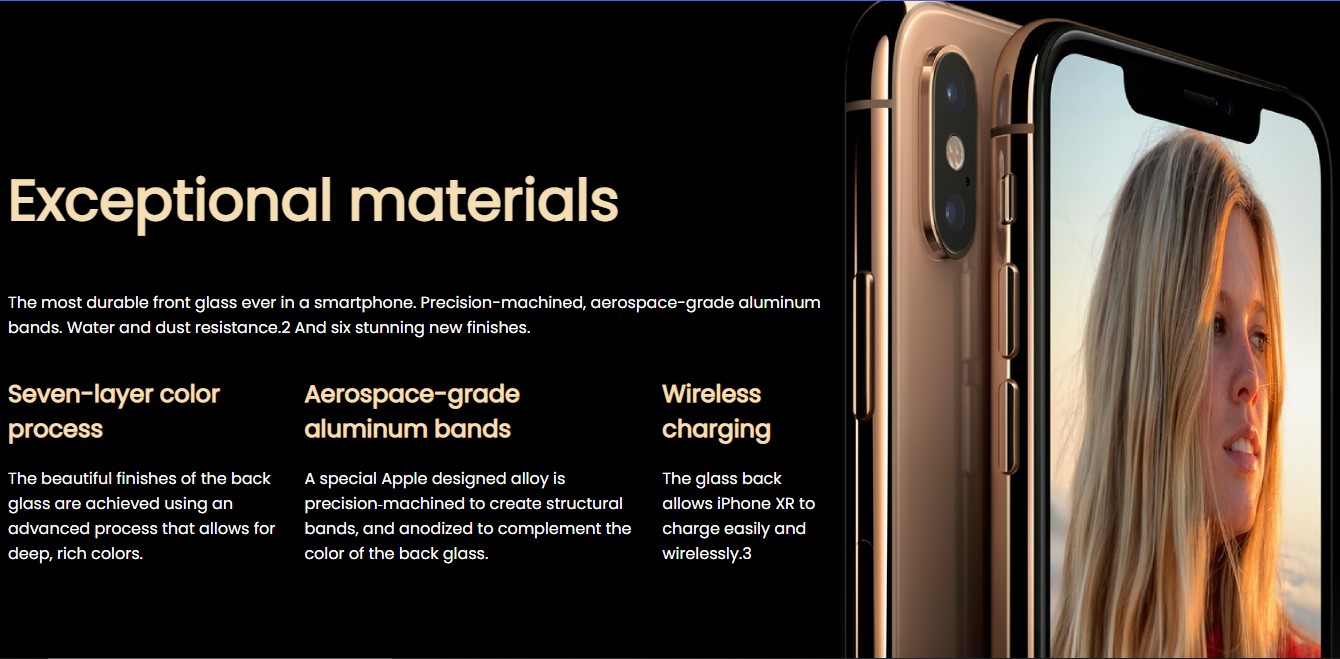 Exceptional materials
The most durable front glass ever in a smartphone. Precision-machined, aerospace-grade aluminum
bands. Water and dust resistance.2 And six stunning new finishes.
Seven-layer color
process
The beautiful finishes of the back
glass are achieved using an
advanced process that allows for
deep, rich colors.
Aerospace-grade
aluminum bands
A special Apple designed alloy is
precision-machined to create structural
bands, and anodized to complement the
color of the back glass.
Wireless
charging
The glass back
allows iPhone XR to
charge easily and
wirelessly.3